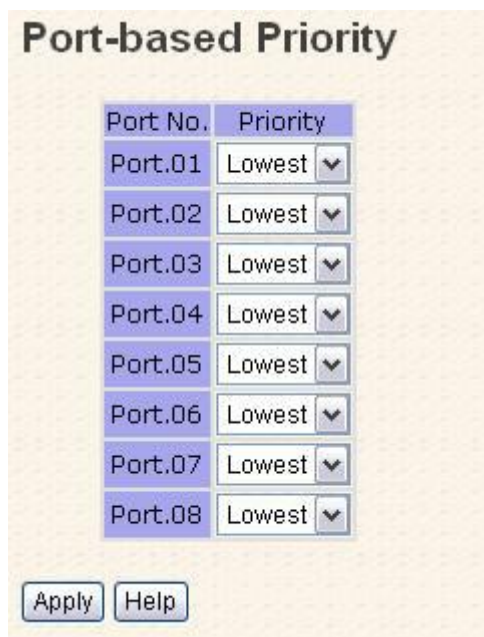 Port-based Priority
Port No. Priority
Port.01 Lowest
Port.02 Lowest
Port.03 Lowest
Port.04 Lowest
Port.05 Lowest
Port.06 Lowest
Port.07 Lowest
Port.08 Lowest
Apply Help